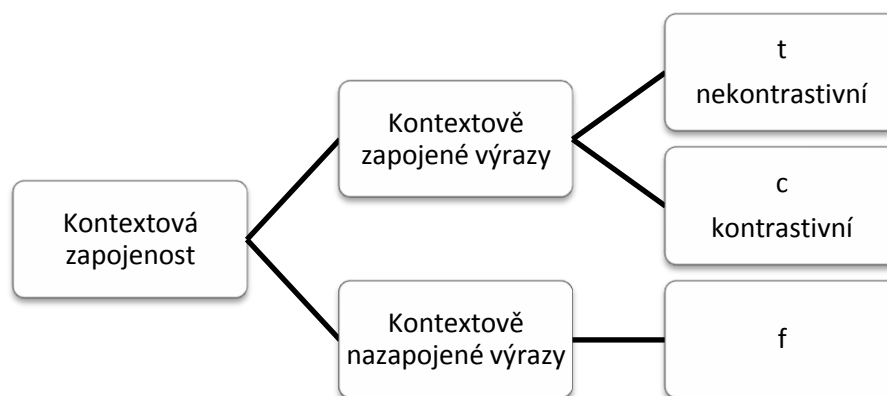 Kontextová
zapojenost
Kontextově
zapojené výrazy
t
nekontrastivní
c
kontrastivní
Kontextově
nazapojené výrazy
f